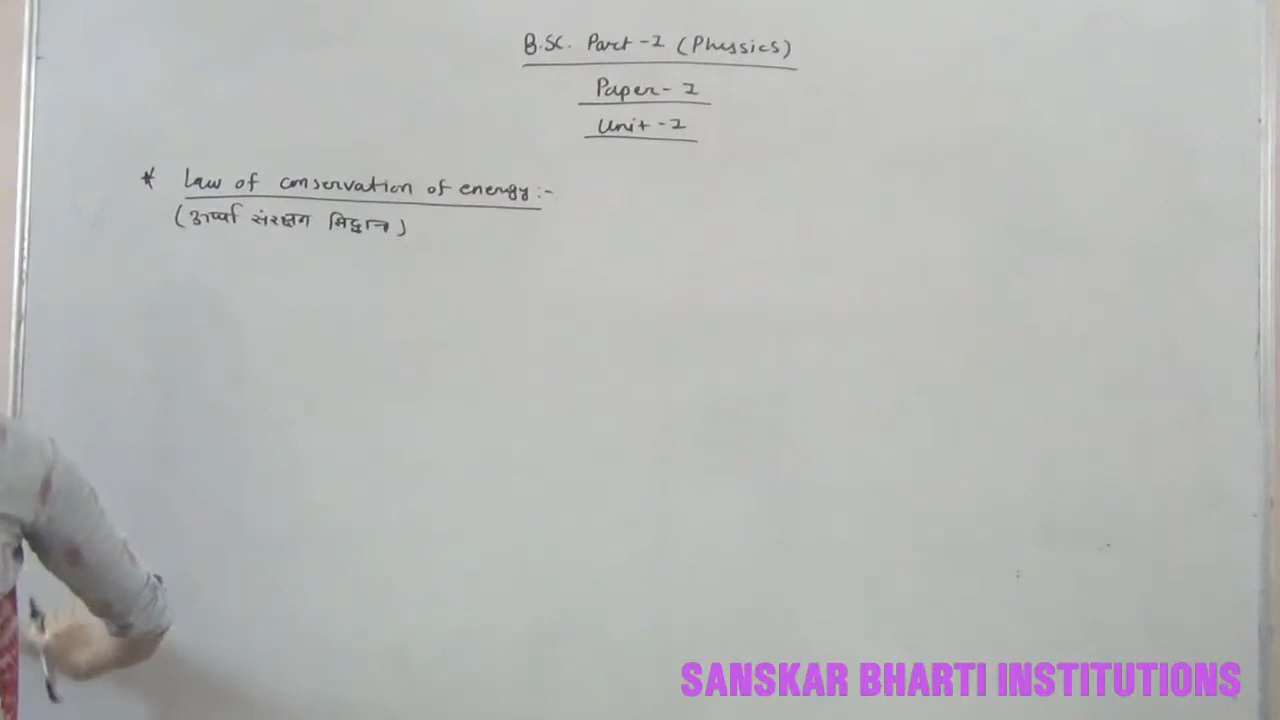 B.SC. Part -I (Physics)
Paper- I
Unit -I
* Law of conservation of energy:-
(ऊर्जा संरक्षण सिद्धान्त)
SANSKAR BHARTI INSTITUTIONS